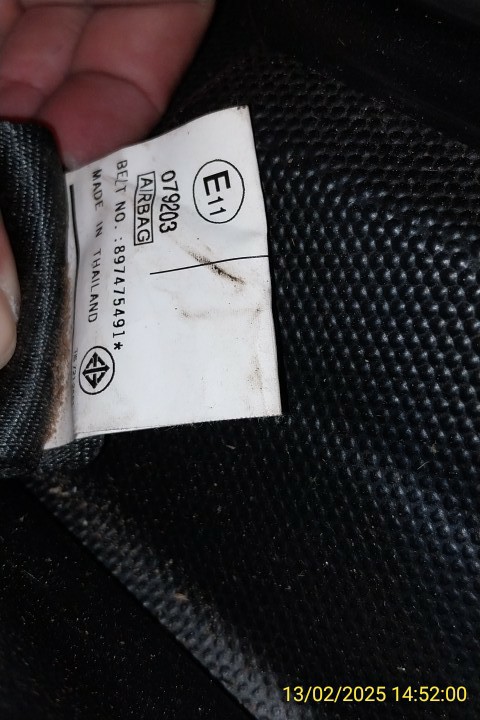 E11
079203
AIRBAG
BELT NO. :897475491*
MADE IN THAILAND
13/02/2025 14:52:00